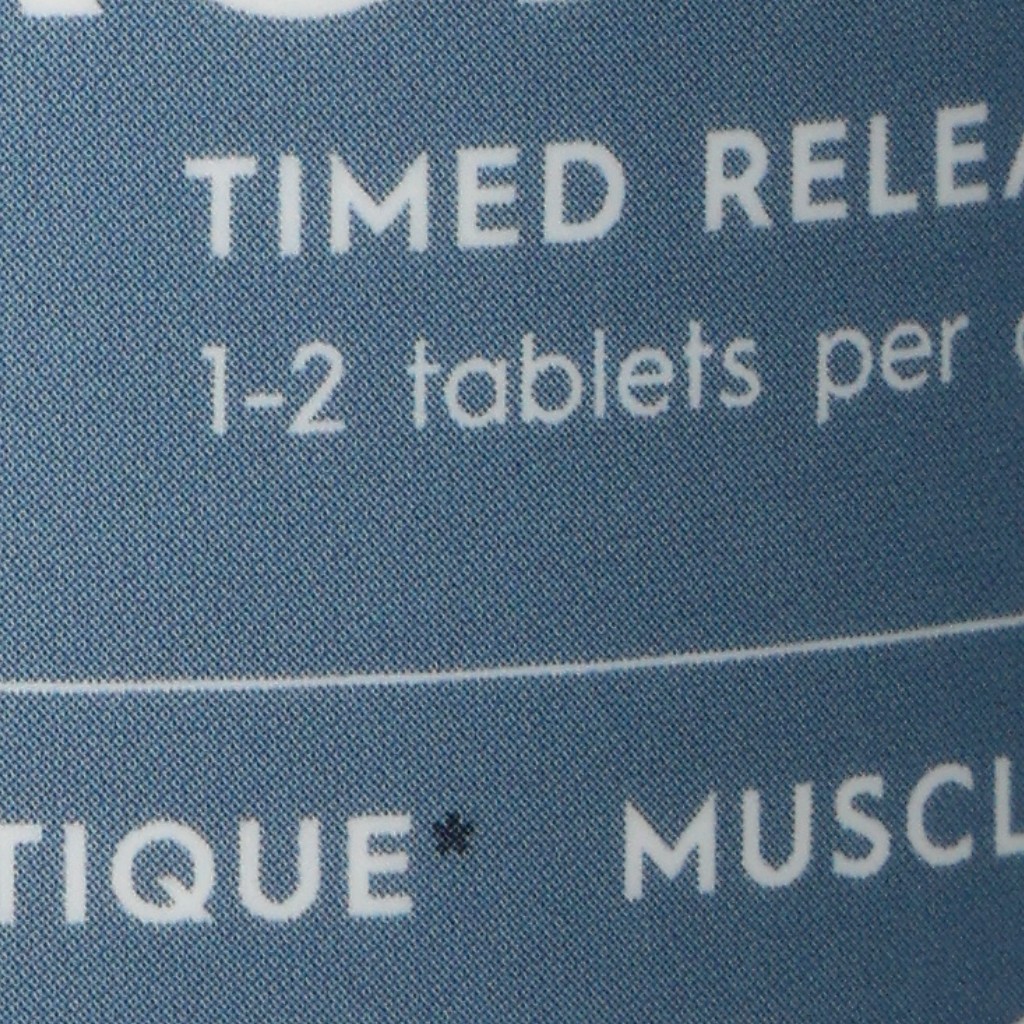 TIMED RELEA
1-2 tablets per
TIQUE* MUSCL